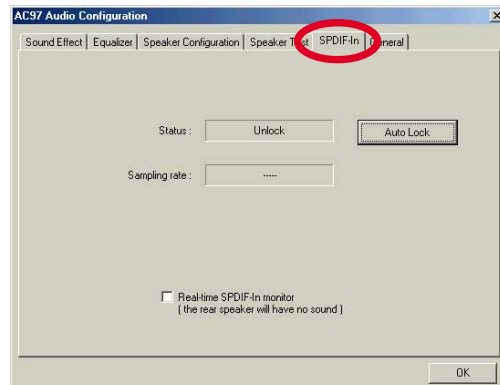 AC97 Audio Configuration
Sound Effect Equalizer Speaker Configuration Speaker Test SPDIF-In General
Status : Unlock Auto Lock
Sampling rate : -----
Real-time SPDIF-In monitor
( the rear speaker will have no sound )
OK